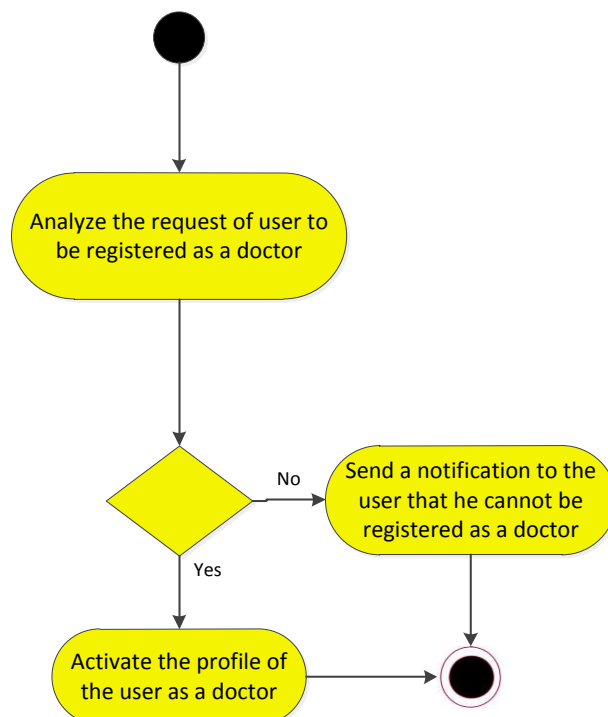 Analyze the request of user to
be registered as a doctor
No
Send a notification to the
user that he cannot be
registered as a doctor
Yes
Activate the profile of
the user as a doctor